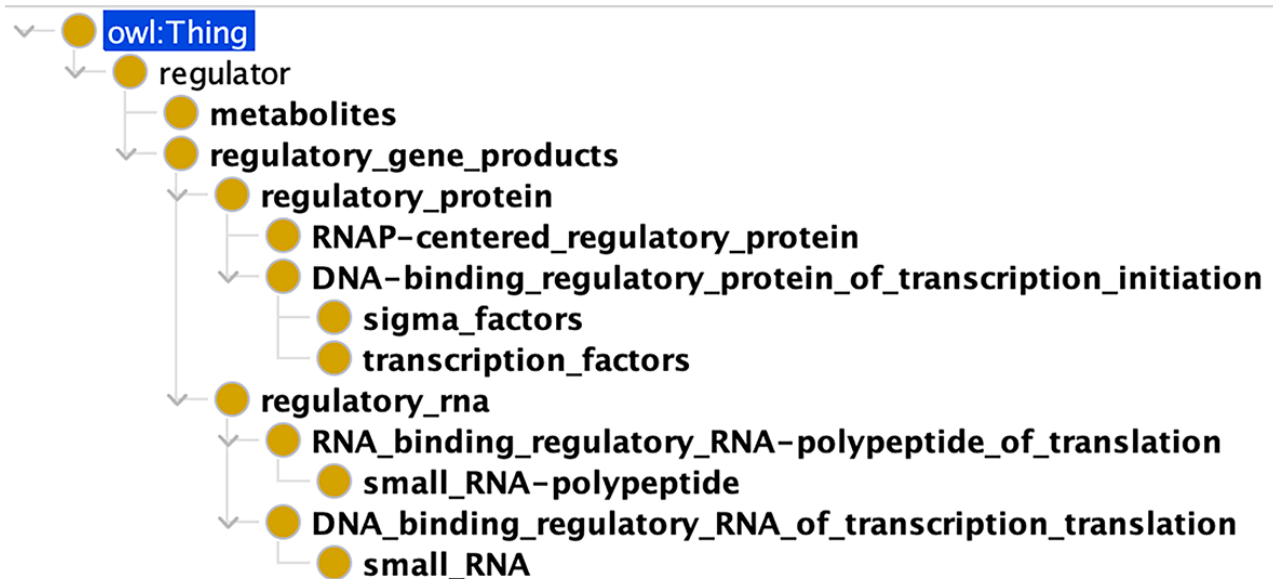 owl:Thing
regulator
metabolites
regulatory_gene_products
regulatory_protein
RNAP-centered_regulatory_protein
DNA-binding_regulatory_protein_of_transcription_initiation
sigma_factors
transcription_factors
regulatory_rna
RNA_binding_regulatory_RNA-polypeptide_of_translation
small_RNA-polypeptide
DNA_binding_regulatory_RNA_of_transcription_translation
small_RNA